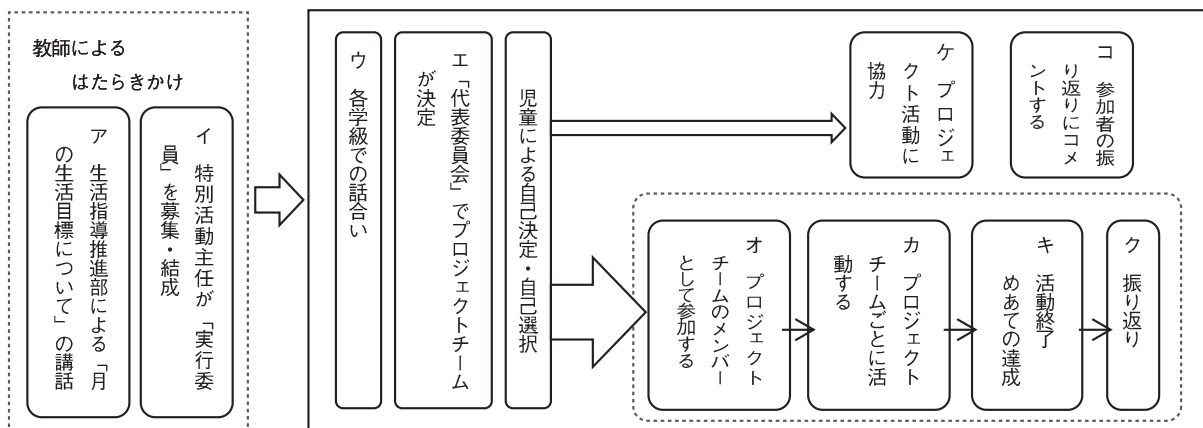 教師による
はたらきかけ
ア　生活指導推進部による「月
の生活目標について」の講話
イ　特別活動主任が「実行委
員」を募集・結成
ウ　各学級での話合い
エ「代表委員会」でプロジェクトチーム
が決定
児童による自己決定・自己選択
ケ　プロジェ
クト活動に
協力
コ　参加者の振
り返りにコメ
ントする
オ　プロジェクト
チームのメンバー
として参加する
カ　プロジェクト
チームごとに活
動する
キ　活動終了
めあての達成
ク　振り返り